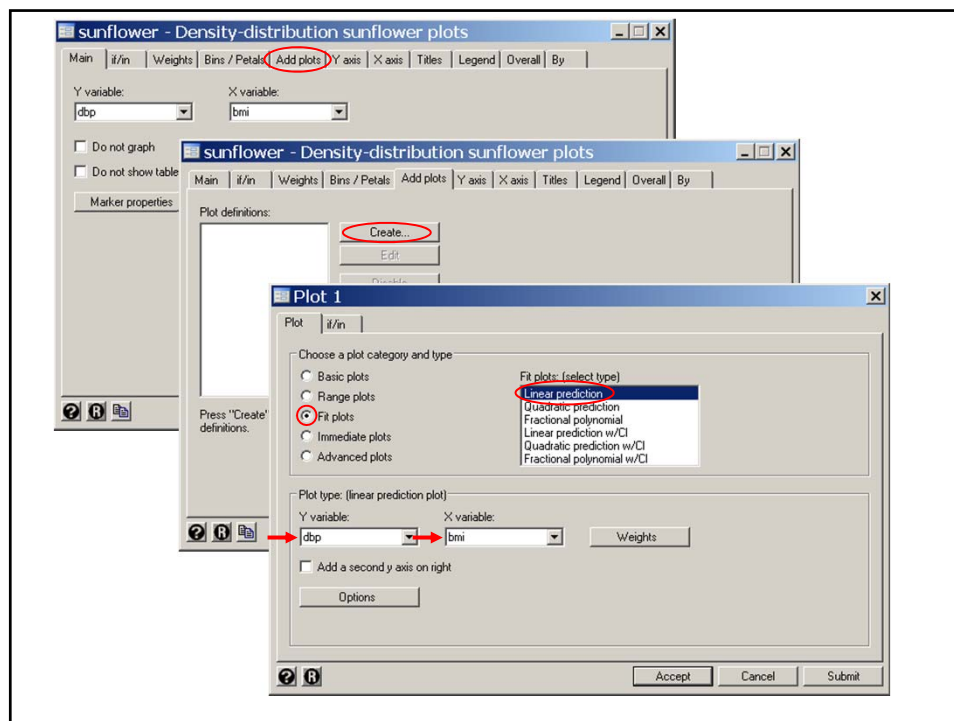 sunflower - Density-distribution sunflower plots
Main if/in Weights Bins / Petals Add plots Y axis X axis Titles Legend Overall By
Y variable: X variable:
dbp bmi
Do not graph
Do not show table
Marker properties
sunflower - Density-distribution sunflower plots
Main if/in Weights Bins / Petals Add plots Y axis X axis Titles Legend Overall By
Plot definitions:
Create...
Edit
Disable
Press "Create"
definitions.
Plot 1
Plot if/in
Choose a plot category and type
Basic plots
Range plots
Fit plots
Immediate plots
Advanced plots
Fit plots: (select type)
Linear prediction
Quadratic prediction
Fractional polynomial
Linear prediction w/CI
Quadratic prediction w/CI
Fractional polynomial w/CI
Plot type: (linear prediction plot)
Y variable: X variable:
dbp bmi Weights
Add a second y axis on right
Options
? R Accept Cancel Submit